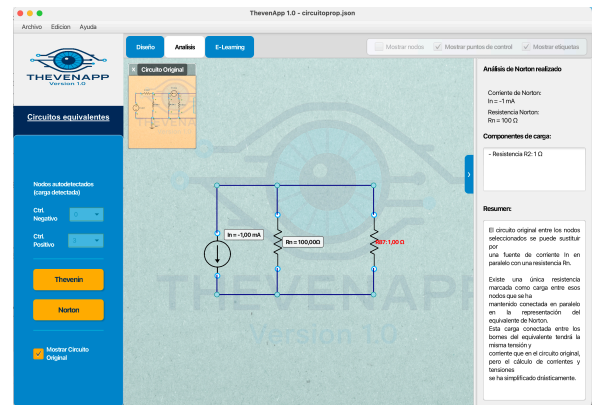 ThevenApp 1.0 - circuitoprop.json
Archivo Edicion Ayuda
THEVENAPP
Version 1.0
Circuitos equivalentes
Nodos autodetectados
(carga detectada)
Ctrl.
Negativo
Ctrl.
Positivo
Thevenin
Norton
Mostrar Circuito
Original
Diseño Analisis E-Learning
Mostrar nodos Mostrar puntos de control Mostrar etiquetas
× Circuito Original
In = -1,00 mA
Rn = 100,00Ω
THEVENAPP
Version 1.0
Análisis de Norton realizado
Corriente de Norton:
In = -1 mA
Resistencia Norton:
Rn = 100 Ω
Componentes de carga:
- Resistencia R2: 1 Ω
Resumen:
El circuito original entre los nodos
seleccionados se puede sustituir
por
una fuente de corriente In en
paralelo con una resistencia Rn.
Existe una única resistencia
marcada como carga entre esos
nodos que se ha
mantenido conectada en paralelo
en la representación del
equivalente de Norton.
Esta carga conectada entre los
bornes del equivalente tendrá la
misma tensión y
corriente que en el circuito original,
pero el cálculo de corrientes y
tensiones
se ha simplificado drásticamente.